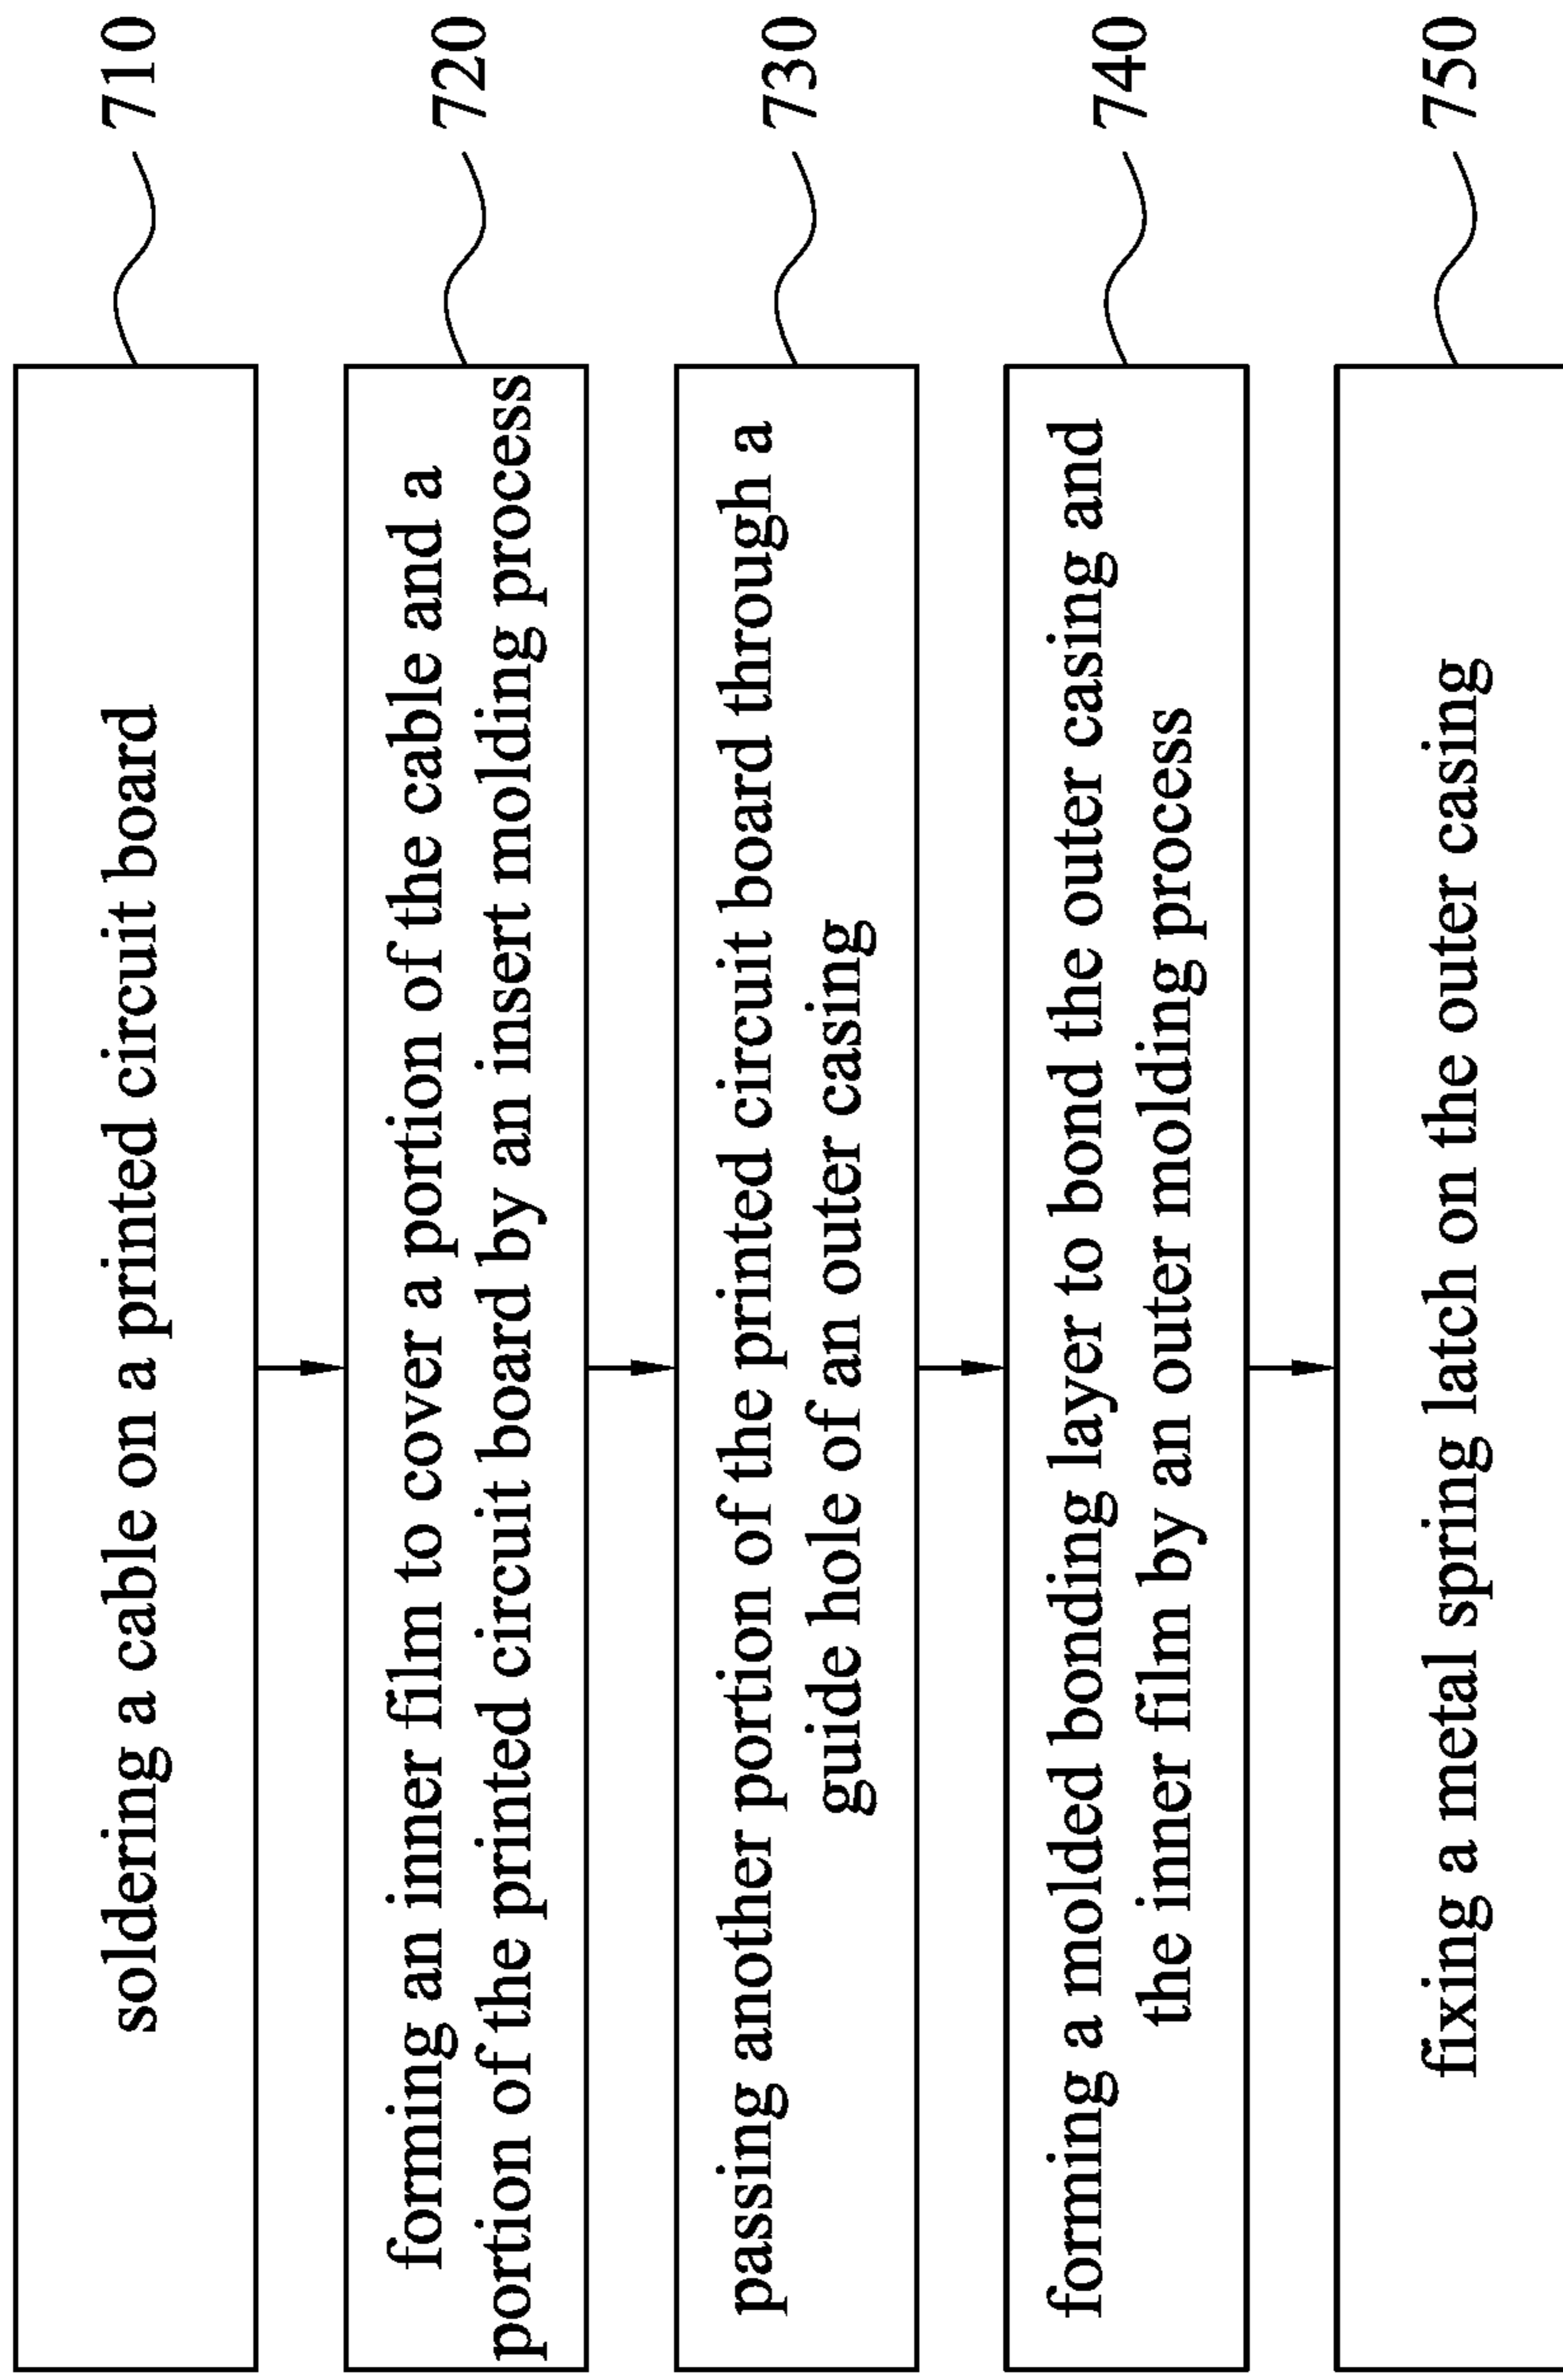 soldering a cable on a printed circuit board
710
forming an inner film to cover a portion of the cable and a
portion of the printed circuit board by an insert molding process
720
passing another portion of the printed circuit board through a
guide hole of an outer casing
730
forming a molded bonding layer to bond the outer casing and
the inner film by an outer molding process
740
fixing a metal spring latch on the outer casing
750